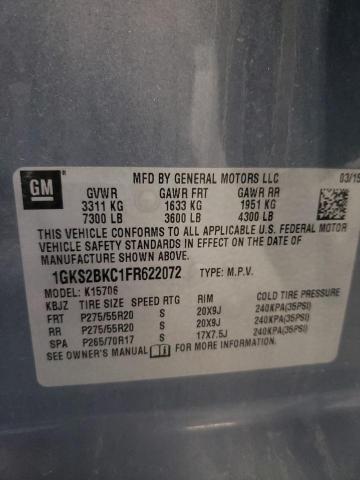 GM
MFD BY GENERAL MOTORS LLC 03/15
GVWR GAWR FRT GAWR RR
3311 KG 1633 KG 1951 KG
7300 LB 3600 LB 4300 LB
THIS VEHICLE CONFORMS TO ALL APPLICABLE U.S. FEDERAL MOTOR
VEHICLE SAFETY STANDARDS IN EFFECT ON THE DATE OF
MANUFACTURE SHOWN ABOVE.
1GKS2BKC1FR622072 TYPE: M.P.V.
MODEL: K15706
KBJZ TIRE SIZE SPEED RTG RIM COLD TIRE PRESSURE
FRT P275/55R20 S 20X9J 240KPA(35PSI)
RR P275/55R20 S 20X9J 240KPA(35PSI)
SPA P265/70R17 S 17X7.5J 240KPA(35PSI)
SEE OWNER'S MANUAL FOR MORE INFORMATION